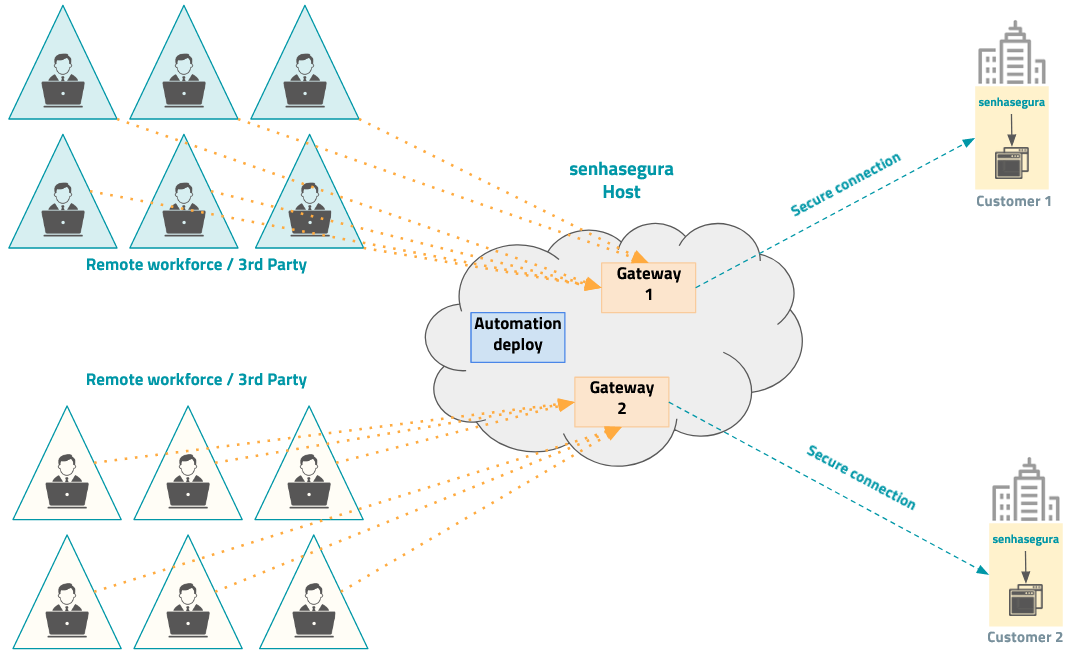 senhasegura
Customer 1
Secure connection
senhasegura
Host
Remote workforce / 3rd Party
Gateway
1
Automation
deploy
Remote workforce / 3rd Party
Gateway
2
Secure connection
senhasegura
Customer 2